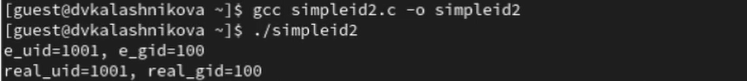 [guest@dvkalashnikova ~]$ gcc simpleid2.c -o simpleid2
[guest@dvkalashnikova ~]$ ./simpleid2
e_uid=1001, e_gid=100
real_uid=1001, real_gid=100